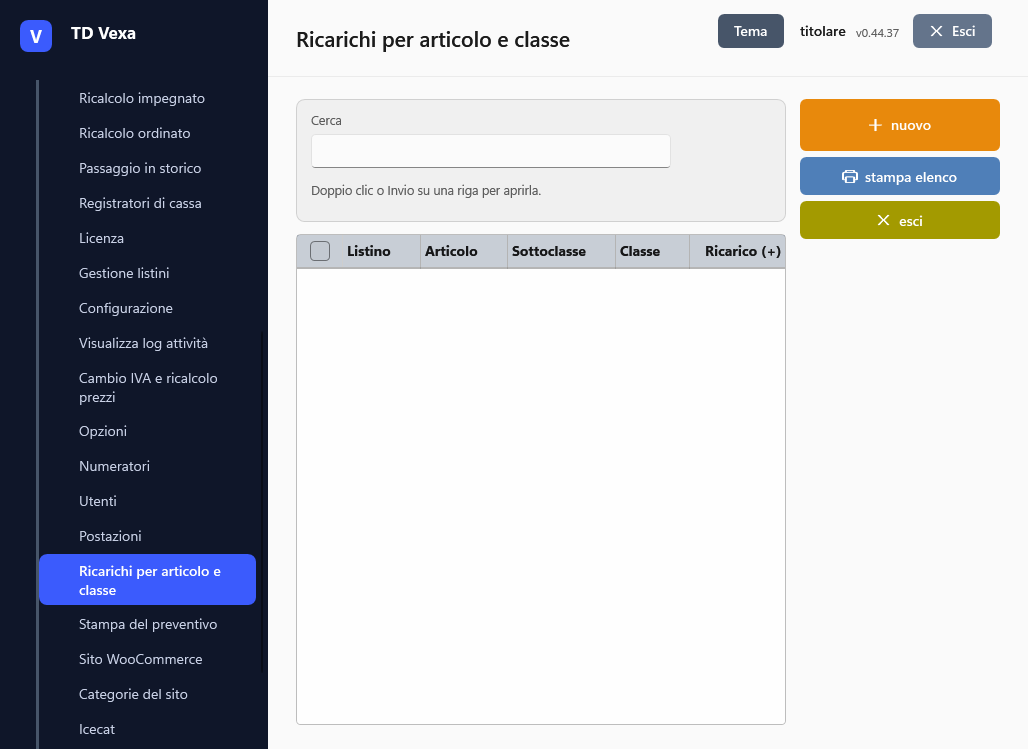 V
TD Vexa
Ricalcolo impegnato
Ricalcolo ordinato
Passaggio in storico
Registratori di cassa
Licenza
Gestione listini
Configurazione
Visualizza log attività
Cambio IVA e ricalcolo
prezzi
Opzioni
Numeratori
Utenti
Postazioni
Ricarichi per articolo e
classe
Stampa del preventivo
Sito WooCommerce
Categorie del sito
Icecat
Ricarichi per articolo e classe
Tema
titolare
v0.44.37
Esci
Cerca
Doppio clic o Invio su una riga per aprirla.
Listino
Articolo
Sottoclasse
Classe
Ricarico (+)
nuovo
stampa elenco
esci